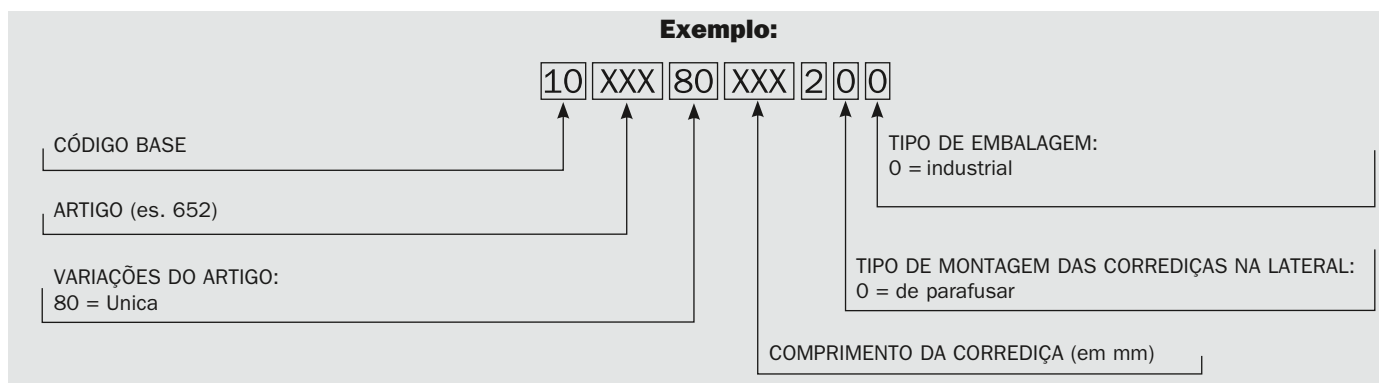 Exemplo:
10 XXX 80 XXX 2 0 0
CÓDIGO BASE
ARTIGO (es. 652)
VARIAÇÕES DO ARTIGO:
80 = Unica
TIPO DE EMBALAGEM:
0 = industrial
TIPO DE MONTAGEM DAS CORREDIÇAS NA LATERAL:
0 = de parafusar
COMPRIMENTO DA CORREDIÇA (em mm)